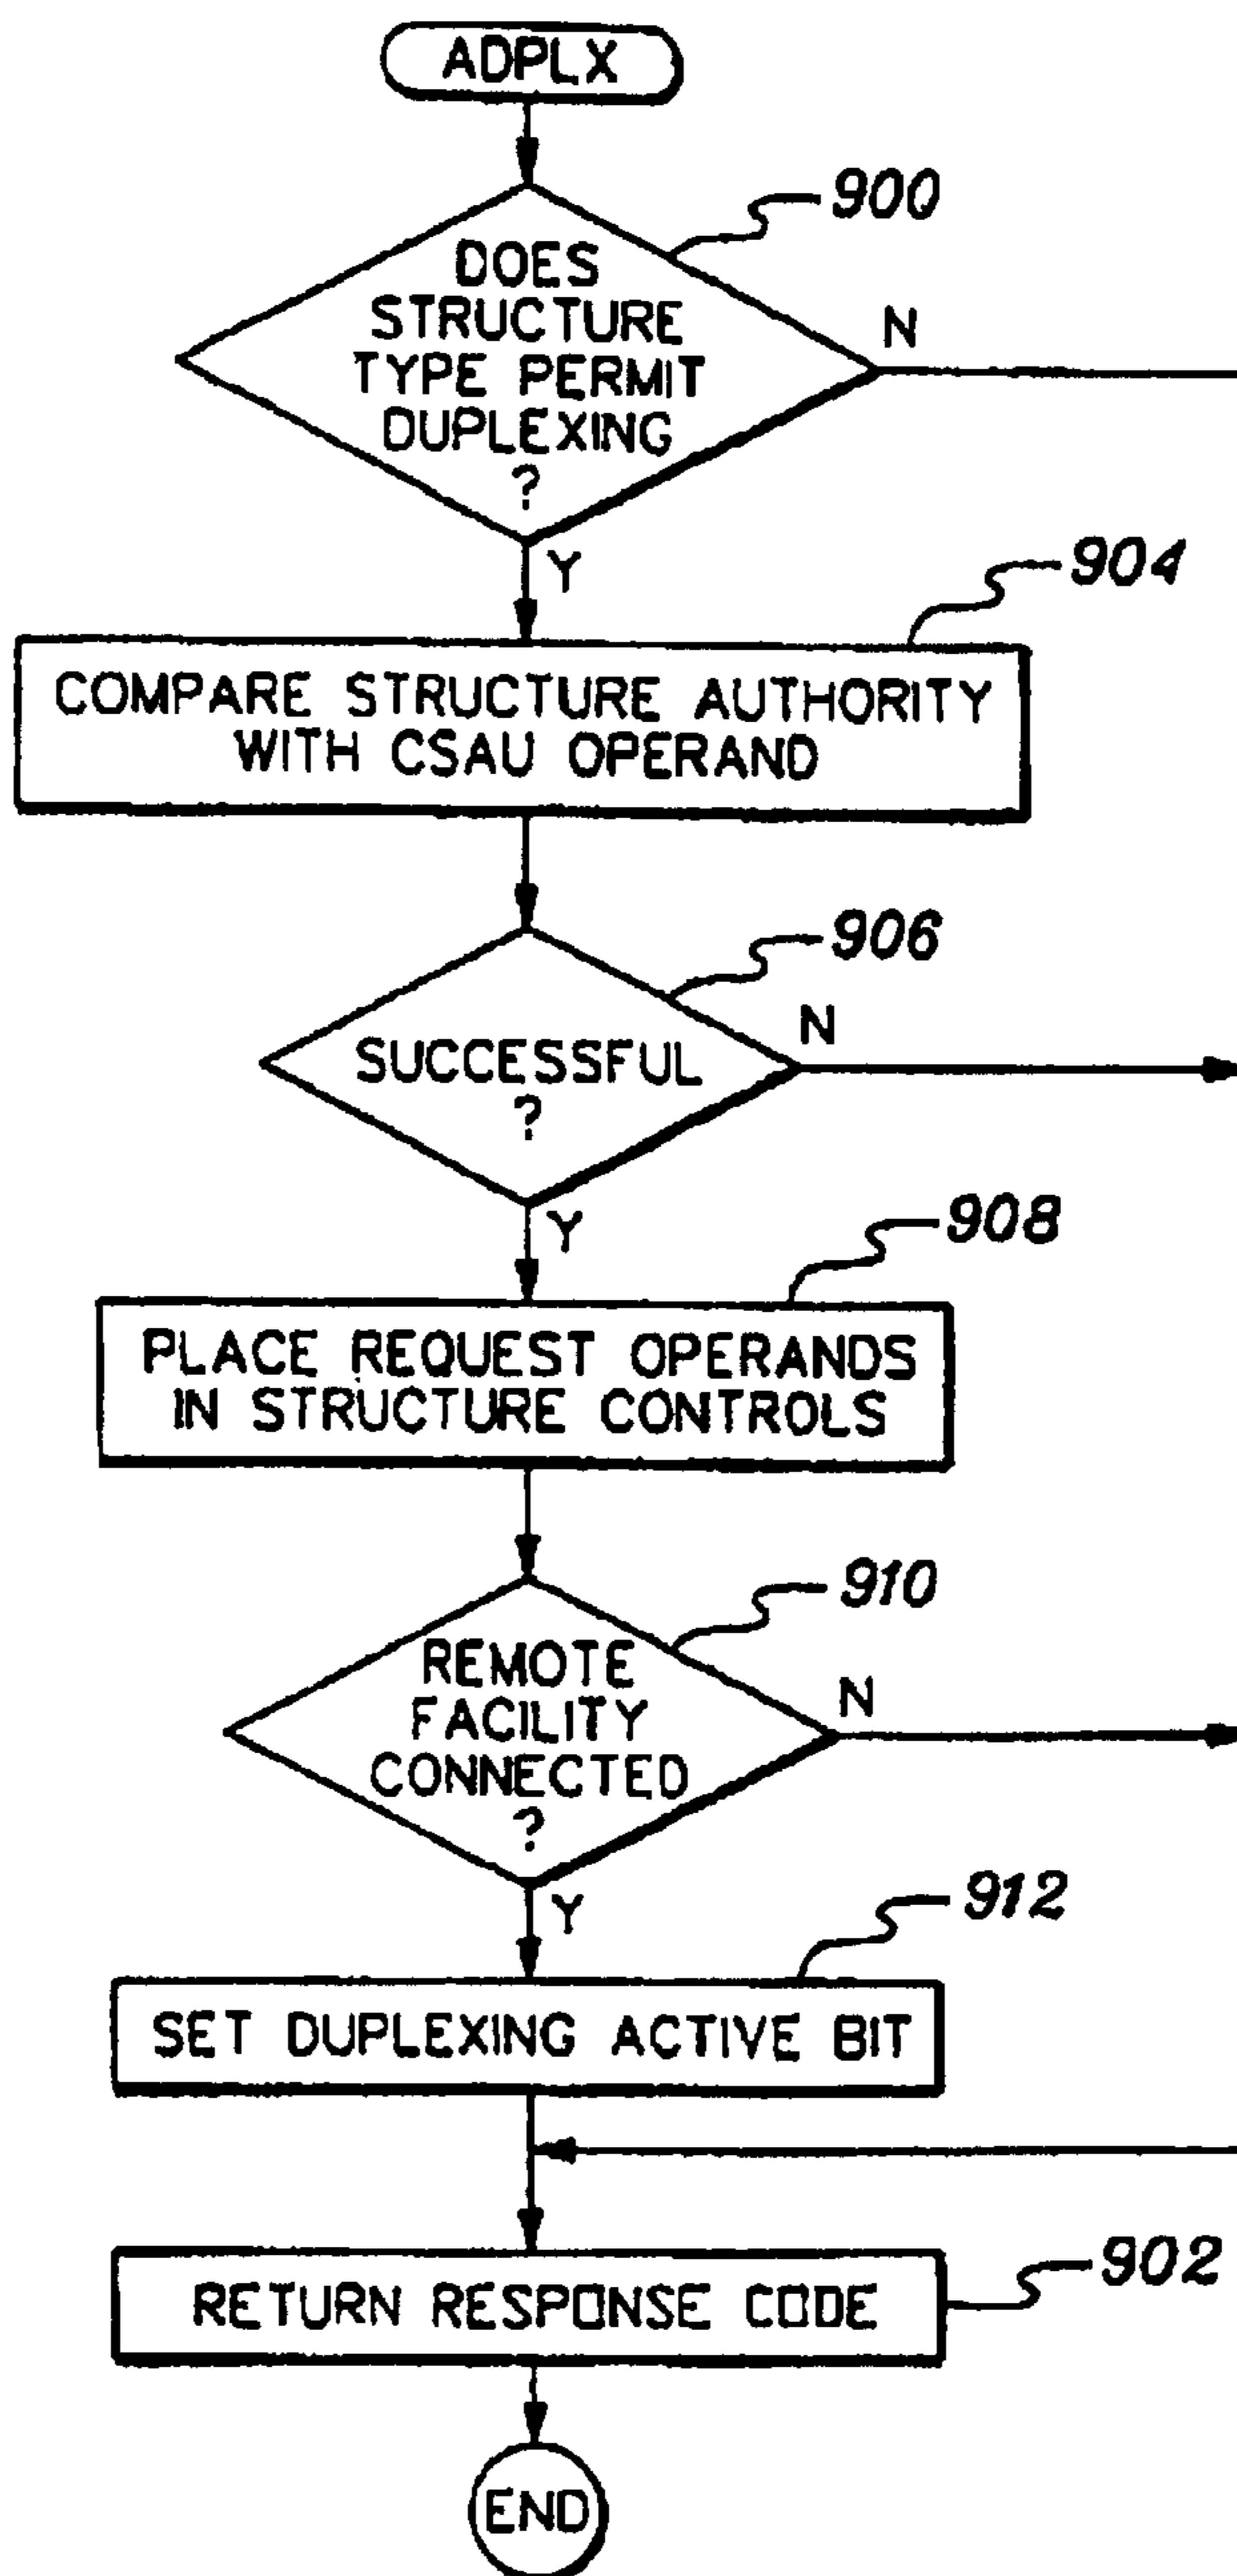 ADPLX
900
DOES
STRUCTURE
TYPE PERMIT
DUPLEXING
?
N
Y
904
COMPARE STRUCTURE AUTHORITY
WITH CSAU OPERAND
906
SUCCESSFUL
?
N
Y
908
PLACE REQUEST OPERANDS
IN STRUCTURE CONTROLS
910
REMOTE
FACILITY
CONNECTED
?
N
Y
912
SET DUPLEXING ACTIVE BIT
902
RETURN RESPONSE CODE
END